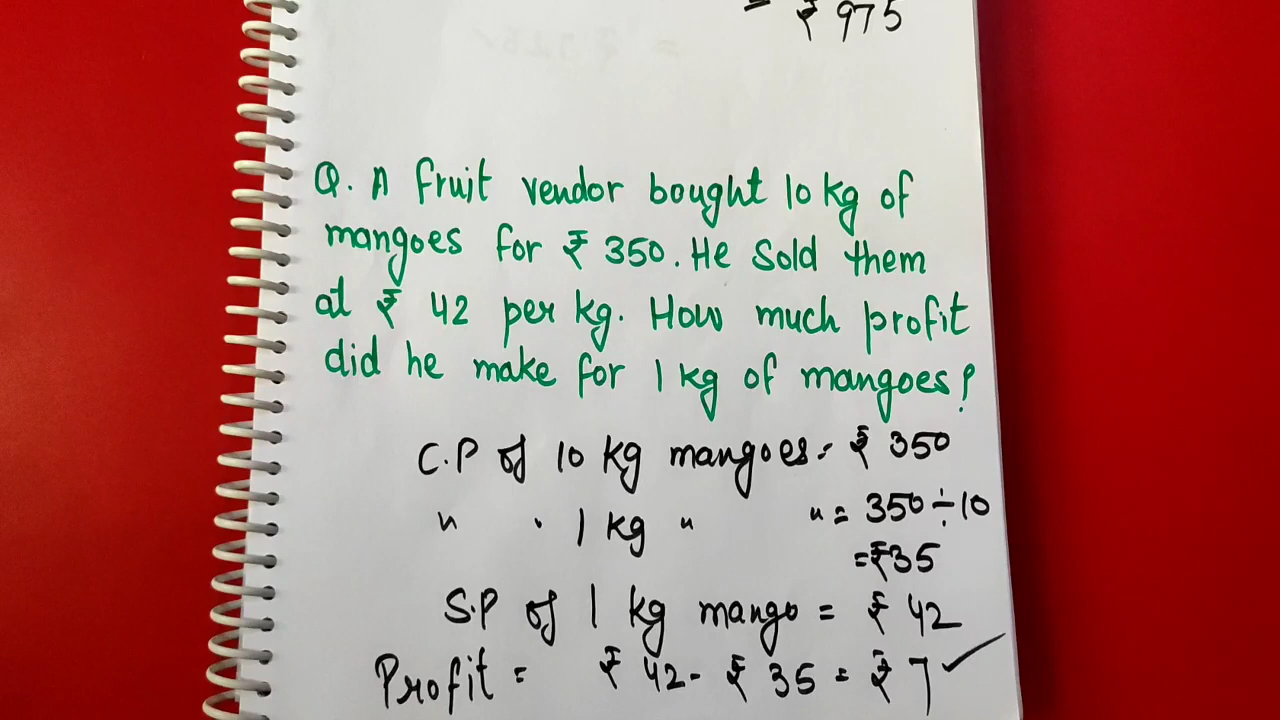 = ₹ 975
Q. A fruit vendor bought 10 kg of
mangoes for ₹ 350. He sold them
at ₹ 42 per kg. How much profit
did he make for 1 kg of mangoes?
C.P of 10 kg mangoes = ₹ 350
" " 1 kg " " = 350 ÷ 10
= ₹35
S.P of 1 kg mango = ₹ 42
Profit = ₹ 42 - ₹ 35 = ₹ 7 ✓